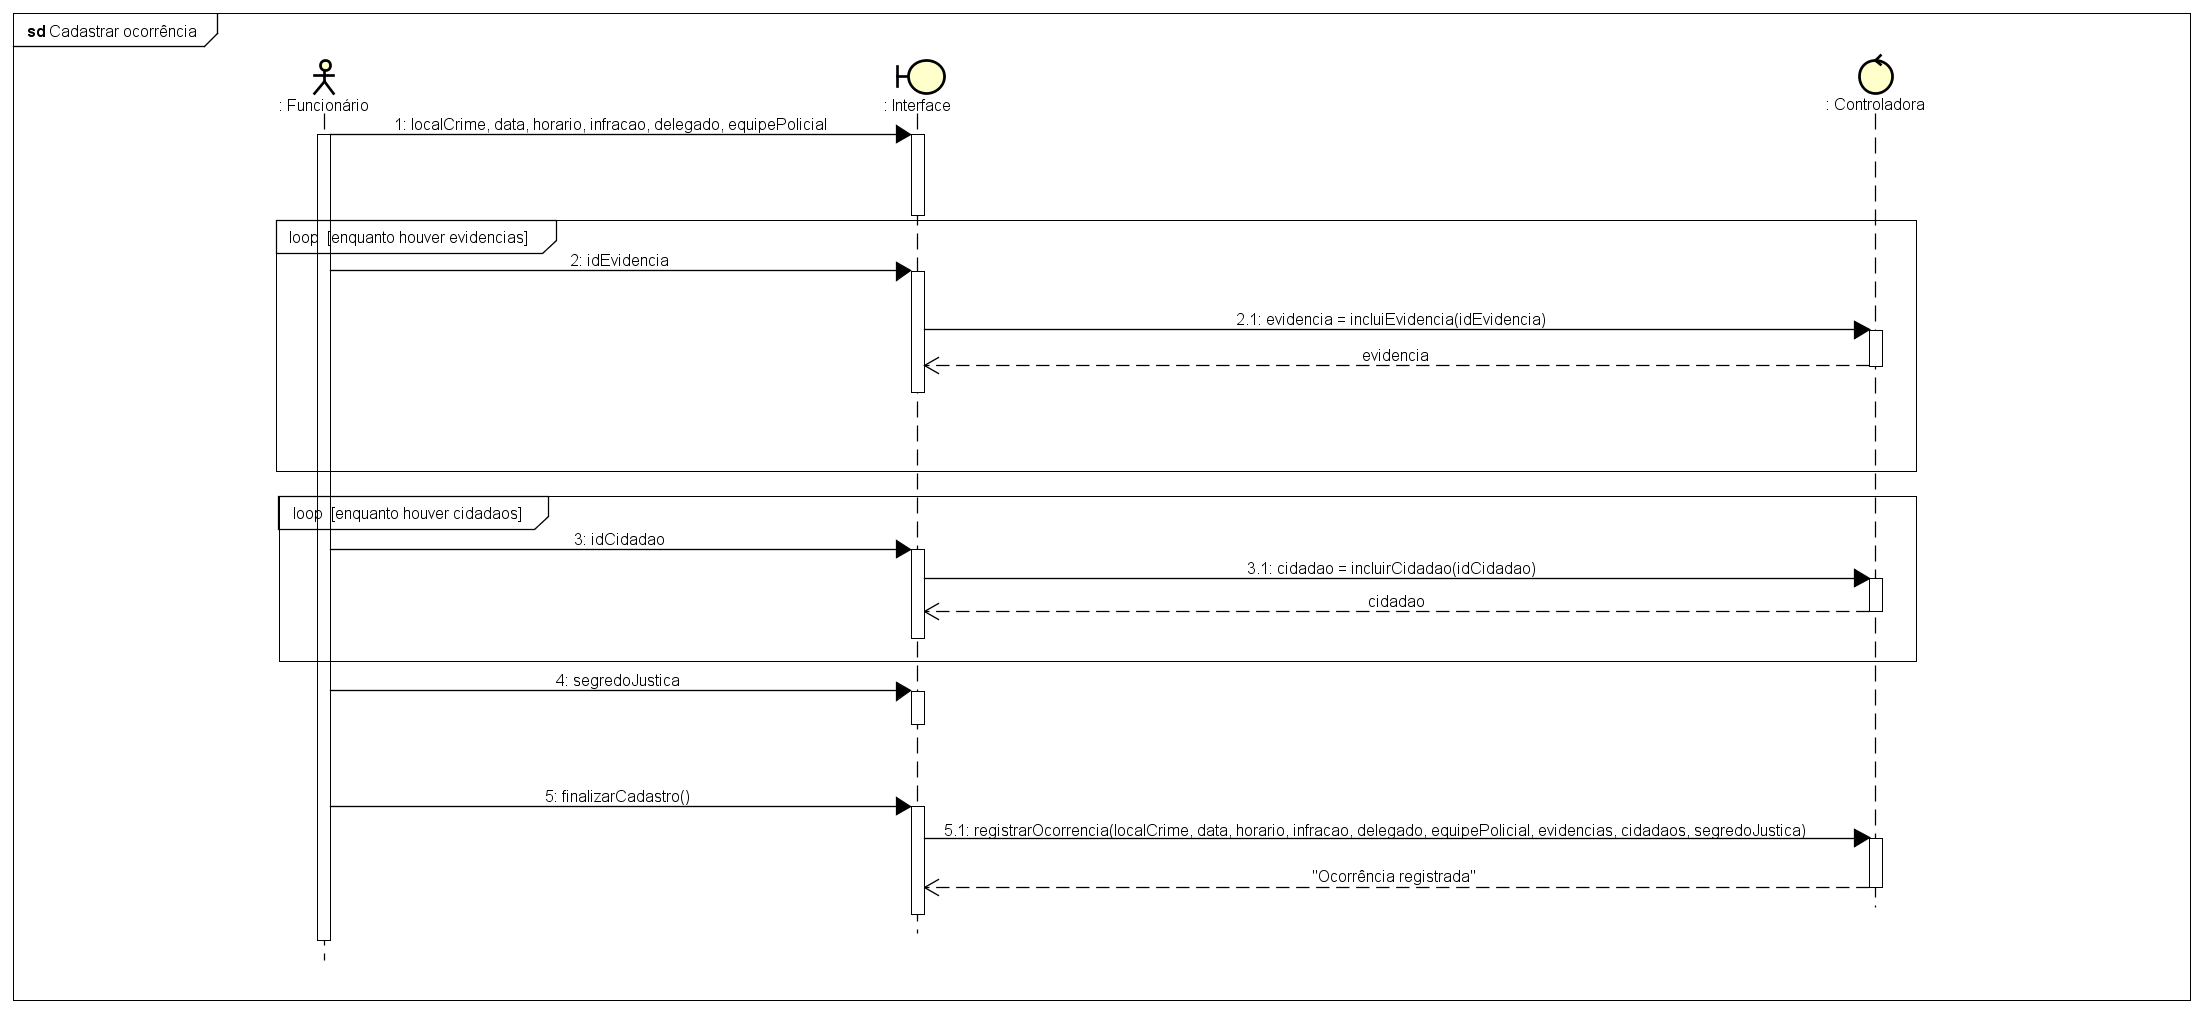 sd Cadastrar ocorrência
: Funcionário
: Interface
: Controladora
1: localCrime, data, horario, infracao, delegado, equipePolicial
loop [enquanto houver evidencias]
2: idEvidencia
2.1: evidencia = incluiEvidencia(idEvidencia)
evidencia
loop [enquanto houver cidadaos]
3: idCidadao
3.1: cidadao = incluirCidadao(idCidadao)
cidadao
4: segredoJustica
5: finalizarCadastro()
5.1: registrarOcorrencia(localCrime, data, horario, infracao, delegado, equipePolicial, evidencias, cidadaos, segredoJustica)
"Ocorrência registrada"